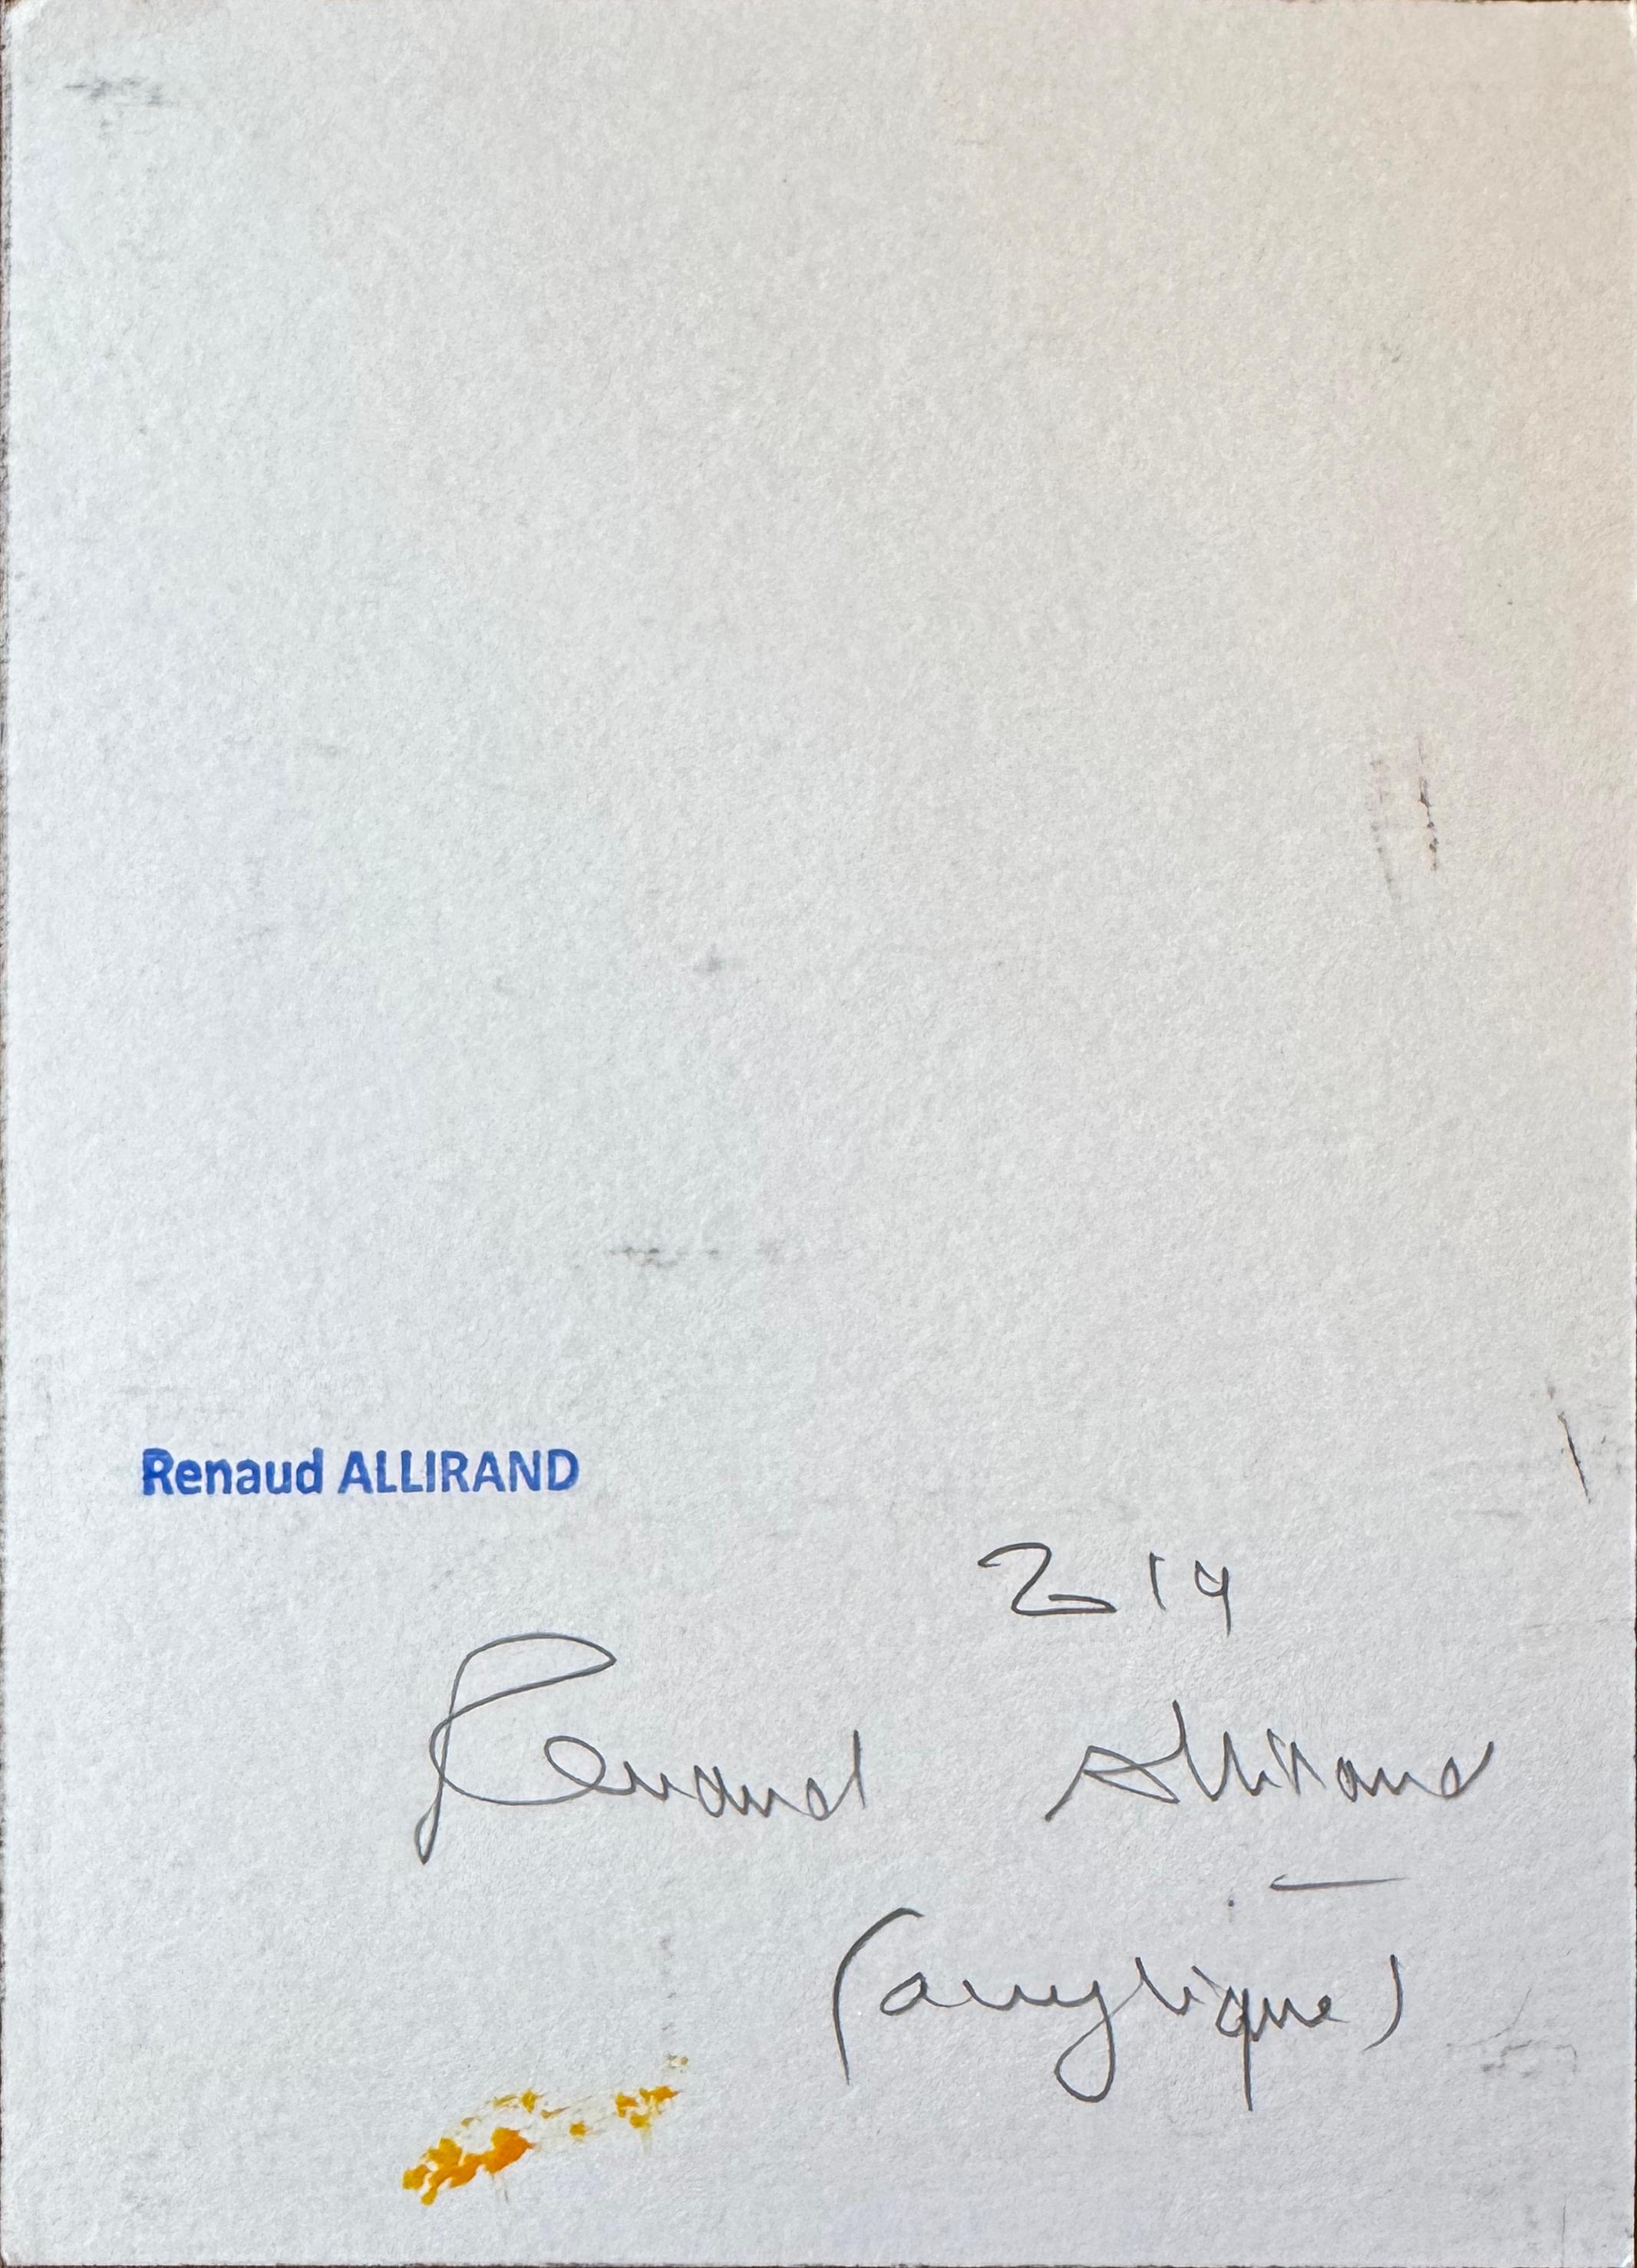 Renaud ALLIRAND
214
Renaud Allirand
(acrylique)